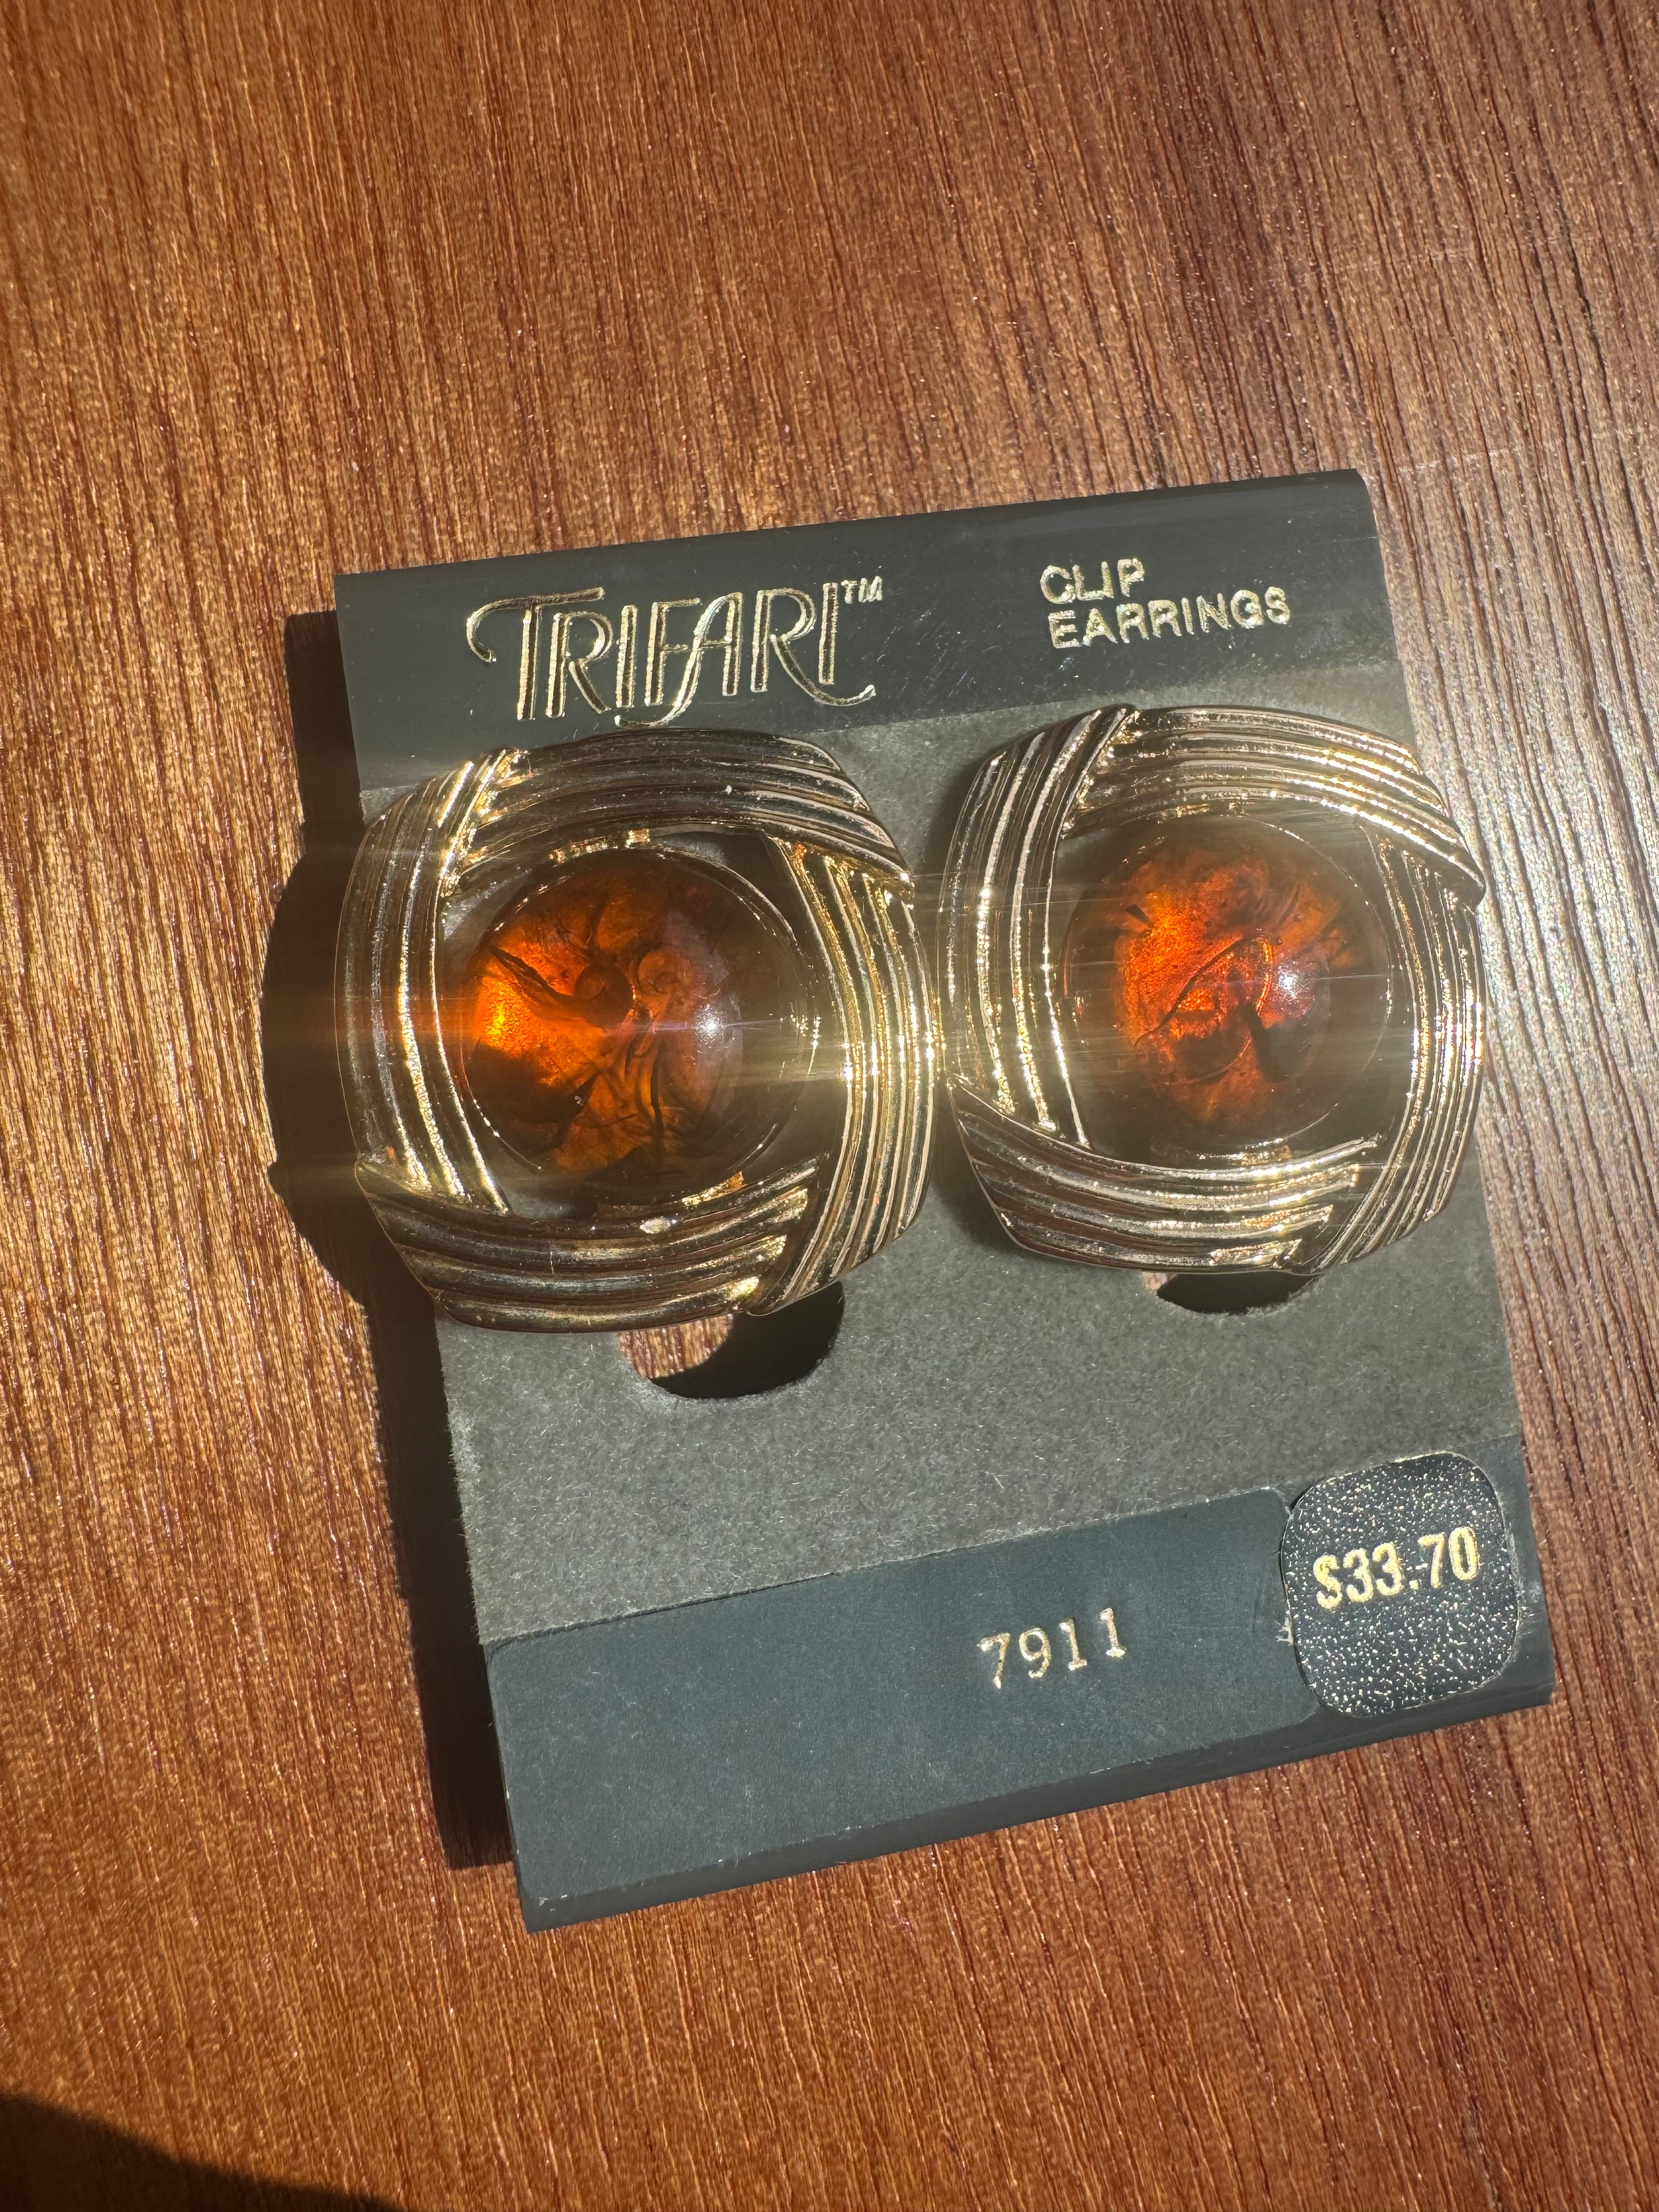 TRIFARI™
CLIP
EARRINGS
$33.70
7911